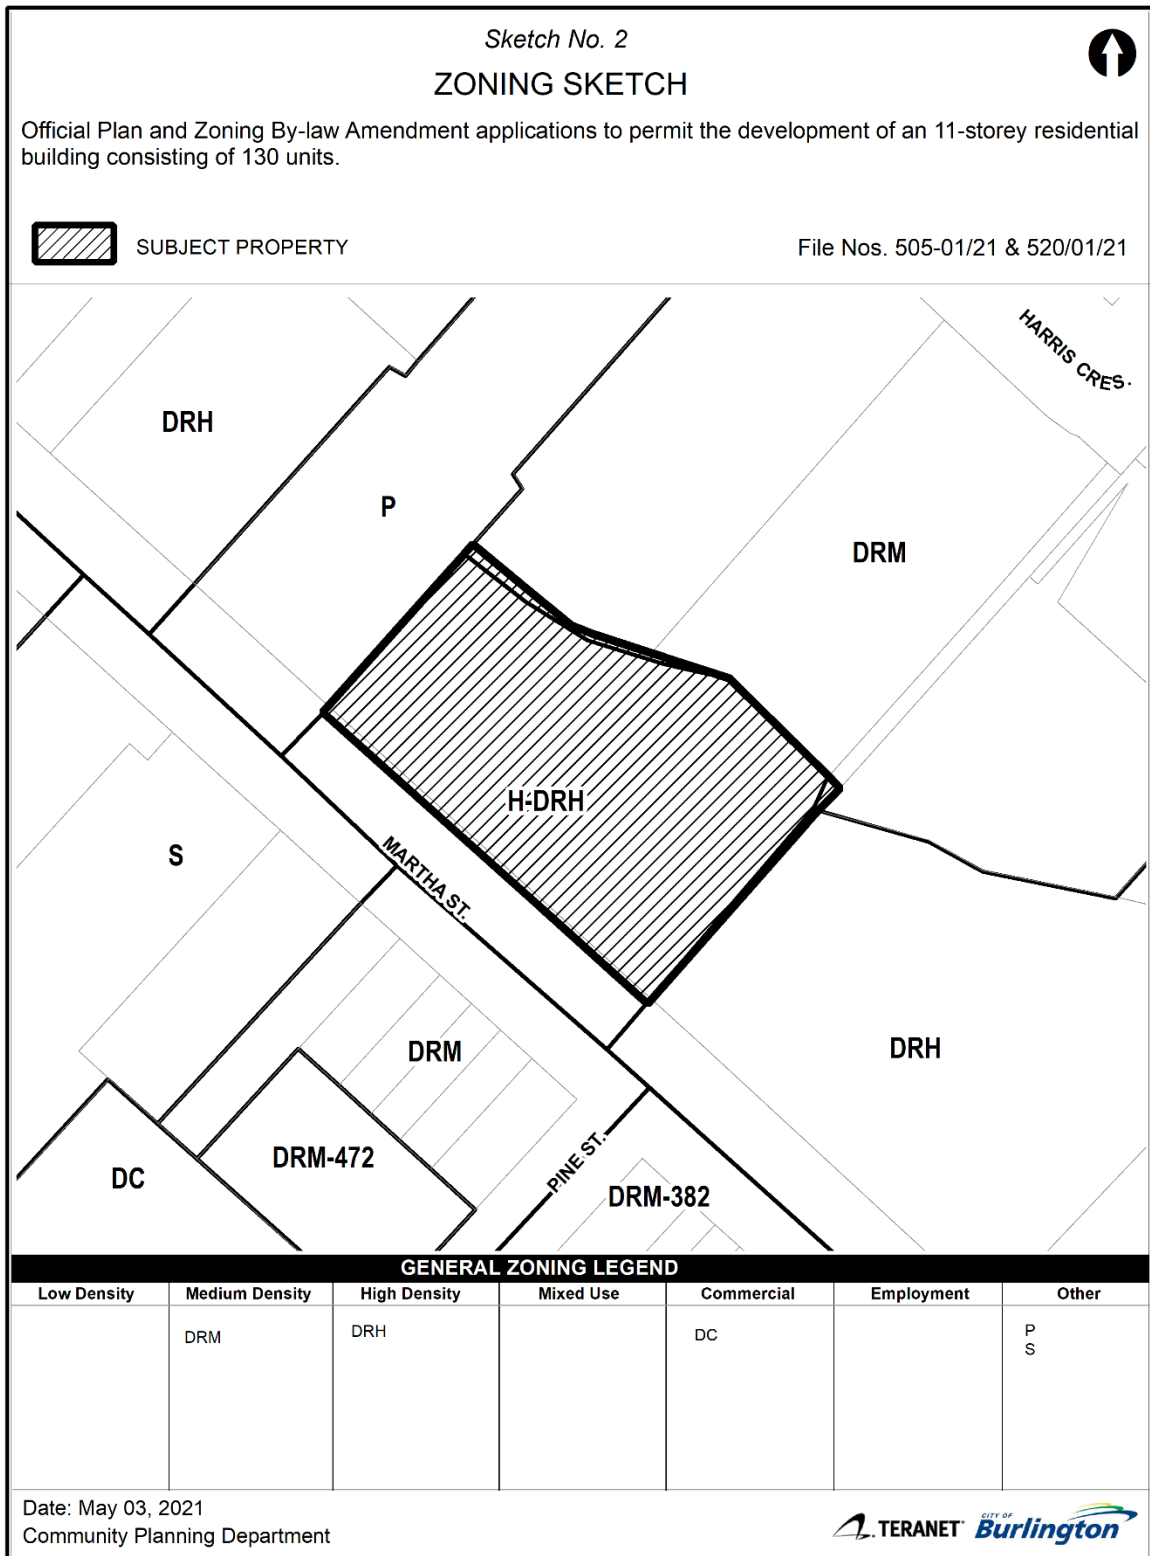 Sketch No. 2
ZONING SKETCH
Official Plan and Zoning By-law Amendment applications to permit the development of an 11-storey residential
building consisting of 130 units.
SUBJECT PROPERTY
File Nos. 505-01/21 & 520/01/21
HARRIS CRES.
DRH
P
DRM
H-DRH
MARTHA ST.
S
DRM
DRH
PINE ST.
DRM-472
DC
DRM-382
GENERAL ZONING LEGEND
Low Density Medium Density High Density Mixed Use Commercial Employment Other
DRM DRH DC P
S
Date: May 03, 2021
Community Planning Department
TERANET
CITY OF
Burlington